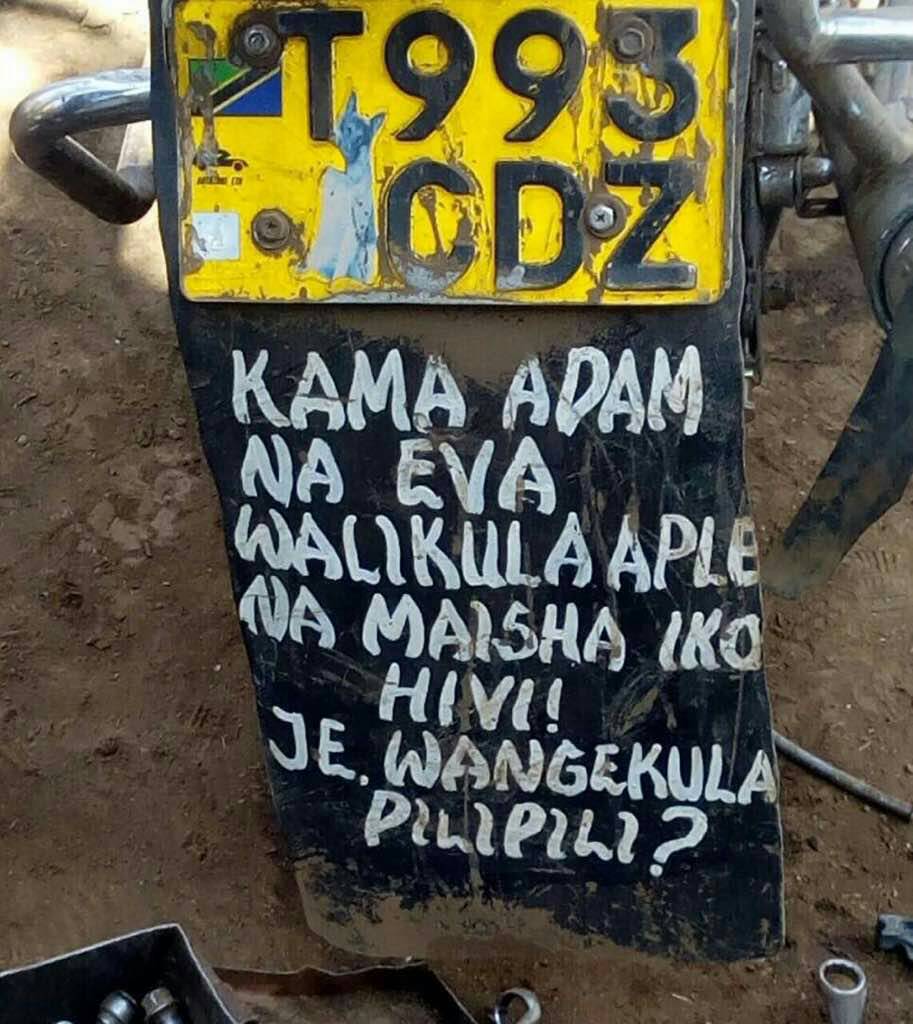 T993
CDZ
KAMA ADAM
NA EVA
WALIKULA APLE
NA MAISHA IKO
HIVI!
JE. WANGEKULA
PILIPILI?